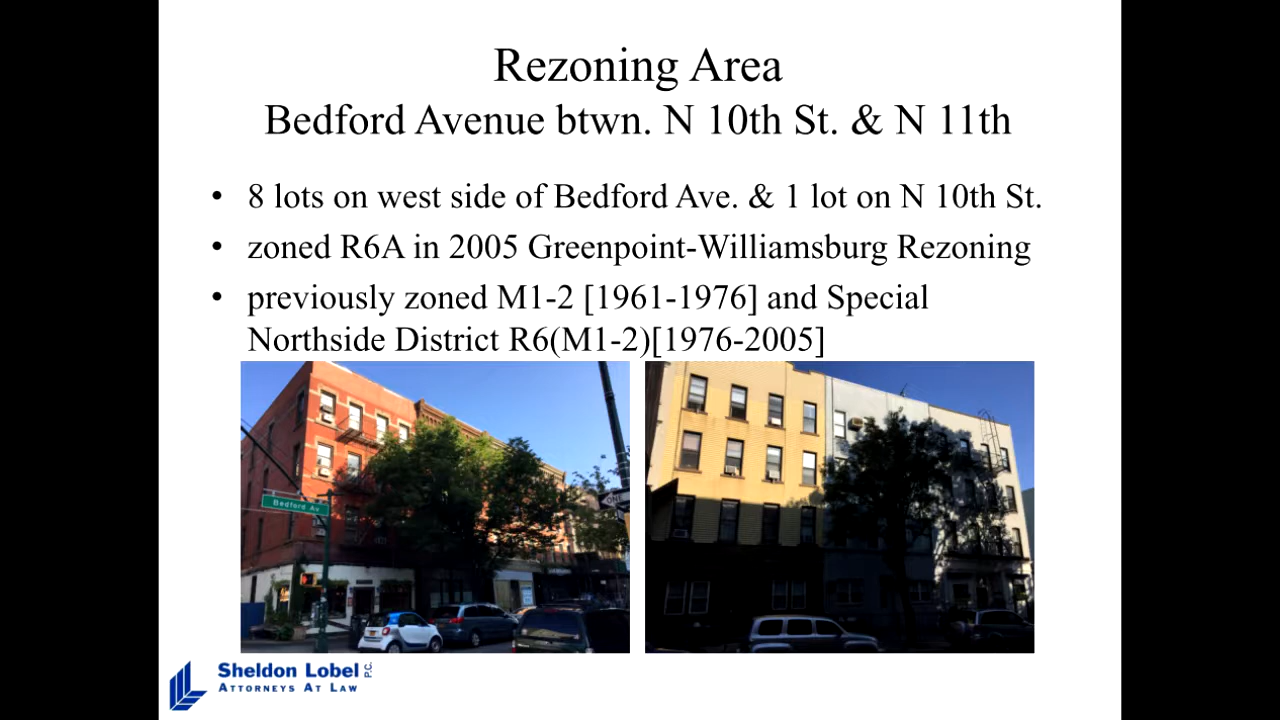 Rezoning Area
Bedford Avenue btwn. N 10th St. & N 11th
• 8 lots on west side of Bedford Ave. & 1 lot on N 10th St.
• zoned R6A in 2005 Greenpoint-Williamsburg Rezoning
• previously zoned M1-2 [1961-1976] and Special
Northside District R6(M1-2)[1976-2005]
Bedford Av
ONE
Sheldon Lobel P.C.
ATTORNEYS AT LAW